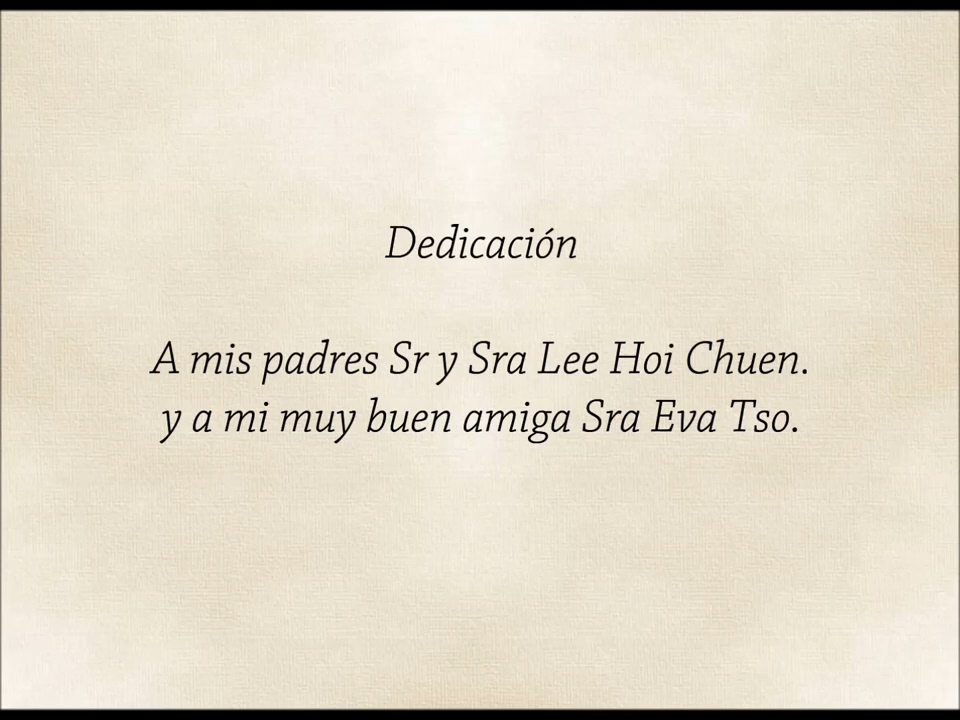 Dedicación
A mis padres Sr y Sra Lee Hoi Chuen.
y a mi muy buen amiga Sra Eva Tso.